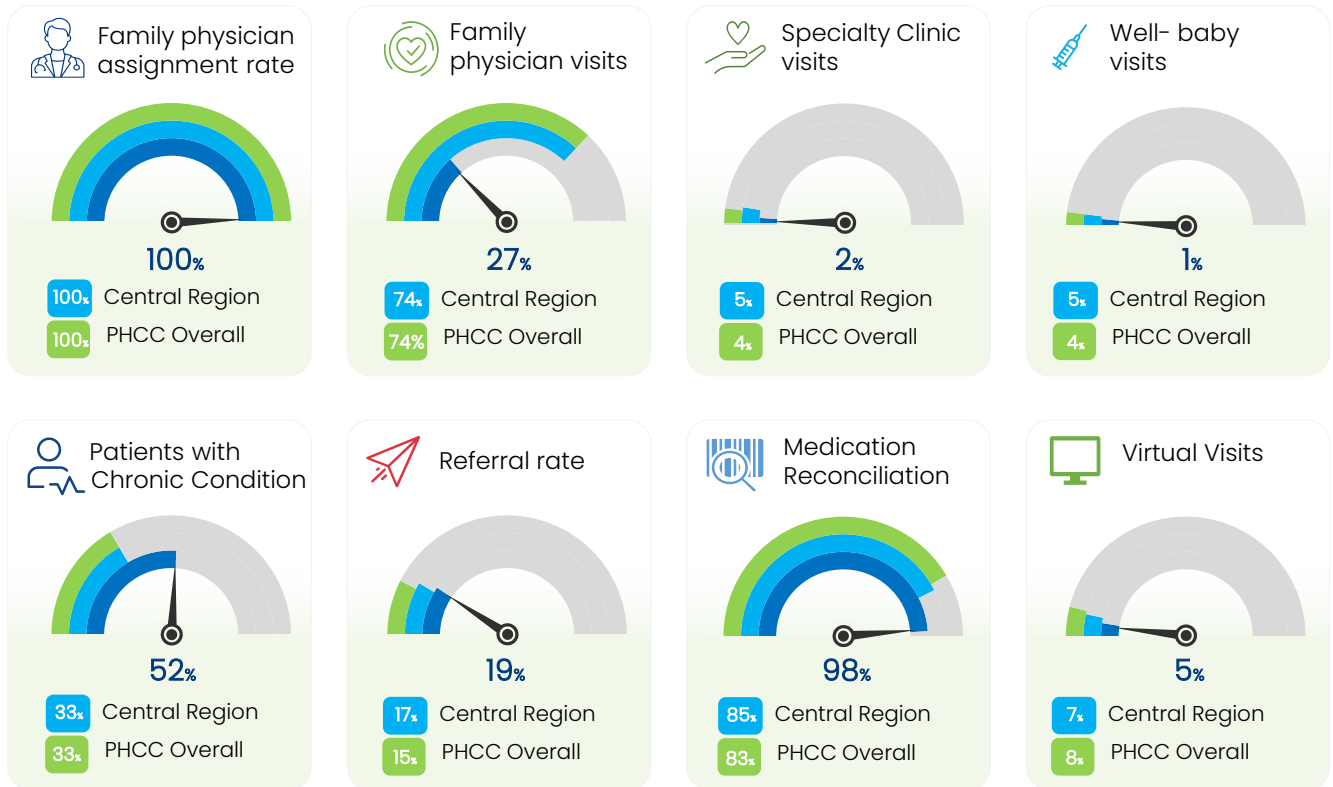 Family physician
assignment rate
100%
100% Central Region
100% PHCC Overall
Family
physician visits
27%
74% Central Region
74% PHCC Overall
Specialty Clinic
visits
2%
5% Central Region
4% PHCC Overall
Well- baby
visits
1%
5% Central Region
4% PHCC Overall
Patients with
Chronic Condition
52%
33% Central Region
33% PHCC Overall
Referral rate
19%
17% Central Region
15% PHCC Overall
Medication
Reconciliation
98%
85% Central Region
83% PHCC Overall
Virtual Visits
5%
7% Central Region
8% PHCC Overall